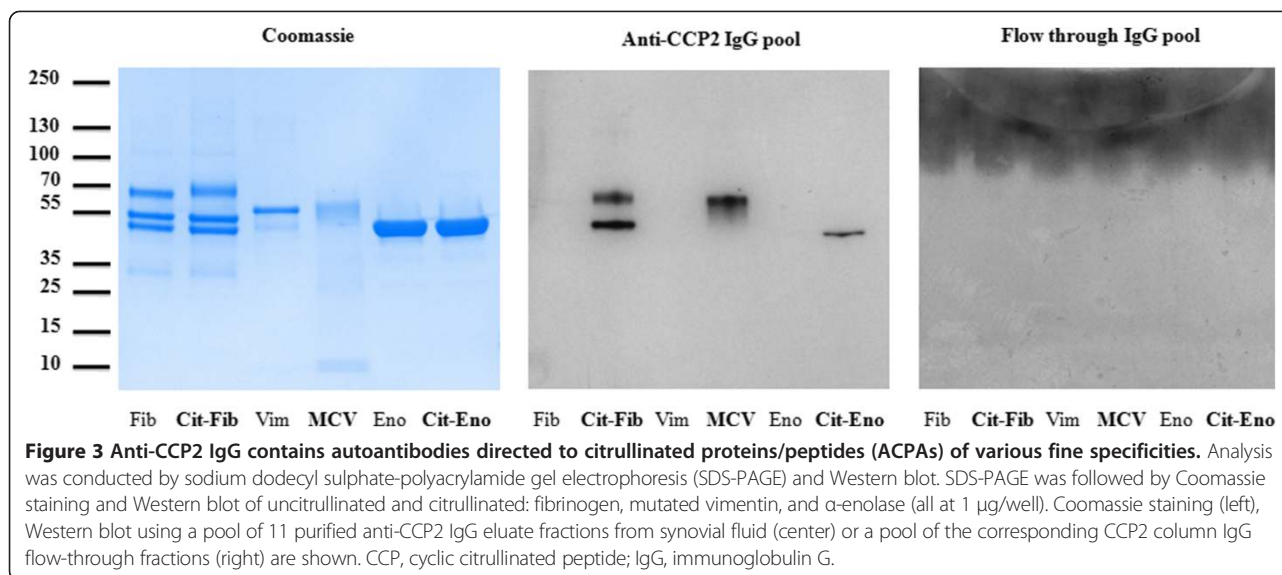 Coomassie
Anti-CCP2 IgG pool
Flow through IgG pool
250
130
100
70
55
35
25
15
10
Fib Cit-Fib Vim MCV Eno Cit-Eno
Fib Cit-Fib Vim MCV Eno Cit-Eno
Fib Cit-Fib Vim MCV Eno Cit-Eno
Figure 3 Anti-CCP2 IgG contains autoantibodies directed to citrullinated proteins/peptides (ACPAs) of various fine specificities. Analysis
was conducted by sodium dodecyl sulphate-polyacrylamide gel electrophoresis (SDS-PAGE) and Western blot. SDS-PAGE was followed by Coomassie
staining and Western blot of uncitrullinated and citrullinated: fibrinogen, mutated vimentin, and α-enolase (all at 1 μg/well). Coomassie staining (left),
Western blot using a pool of 11 purified anti-CCP2 IgG eluate fractions from synovial fluid (center) or a pool of the corresponding CCP2 column IgG
flow-through fractions (right) are shown. CCP, cyclic citrullinated peptide; IgG, immunoglobulin G.